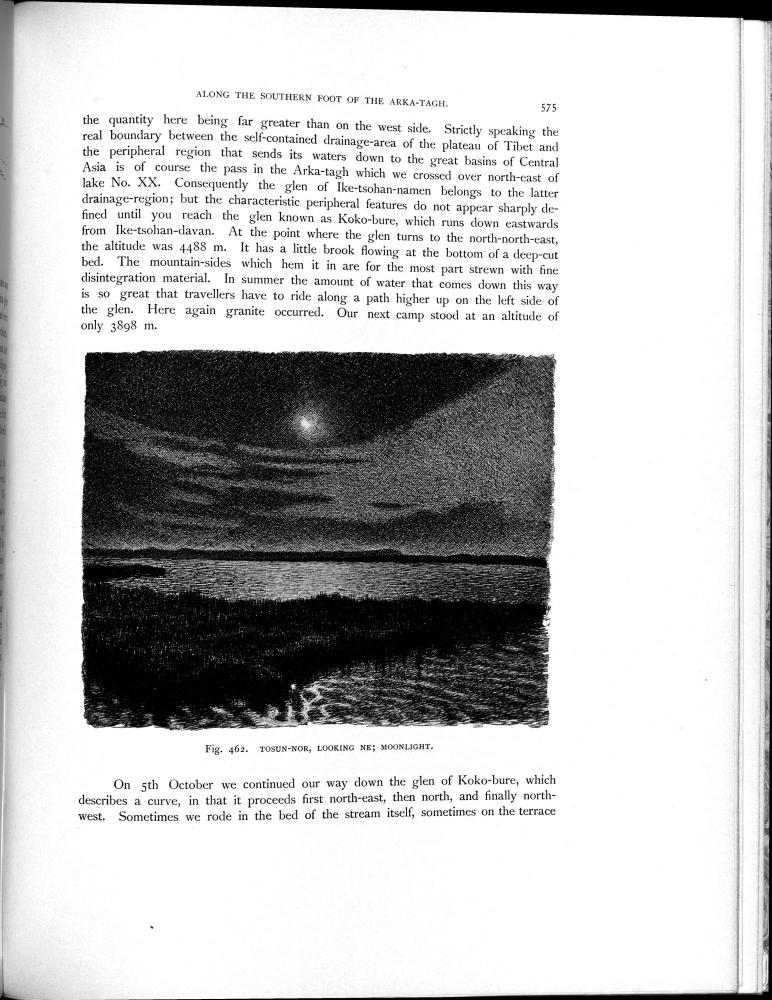 ALONG THE SOUTHERN FOOT OF THE ARKA-TAGH.
575
the quantity here being far greater than on the west side. Strictly speaking the
real boundary between the self-contained drainage-area of the plateau of Tibet and
the peripheral region that sends its waters down to the great basins of Central
Asia is of course the pass in the Arka-tagh which we crossed over north-east of
lake No. XX. Consequently the glen of Ike-tsohan-namen belongs to the latter
drainage-region; but the characteristic peripheral features do not appear sharply de-
fined until you reach the glen known as Koko-bure, which runs down eastwards
from Ike-tsohan-davan. At the point where the glen turns to the north-north-east,
the altitude was 4488 m. It has a little brook flowing at the bottom of a deep-cut
bed. The mountain-sides which hem it in are for the most part strewn with fine
disintegration material. In summer the amount of water that comes down this way
is so great that travellers have to ride along a path higher up on the left side of
the glen. Here again granite occurred. Our next camp stood at an altitude of
only 3898 m.
Fig. 462. TOSUN-NOR, LOOKING NE; MOONLIGHT.
On 5th October we continued our way down the glen of Koko-bure, which
describes a curve, in that it proceeds first north-east, then north, and finally north-
west. Sometimes we rode in the bed of the stream itself, sometimes on the terrace